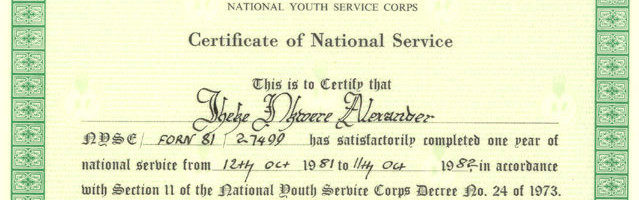 NATIONAL YOUTH SERVICE CORPS
Certificate of National Service
This is to Certify that
Iheke Nkwere Alexander
NYSC/ FORN 81 / 27499 has satisfactorily completed one year of
national service from 12th Oct 1981 to 11th Oct 1982 in accordance
with Section 11 of the National Youth Service Corps Decree No. 24 of 1973.